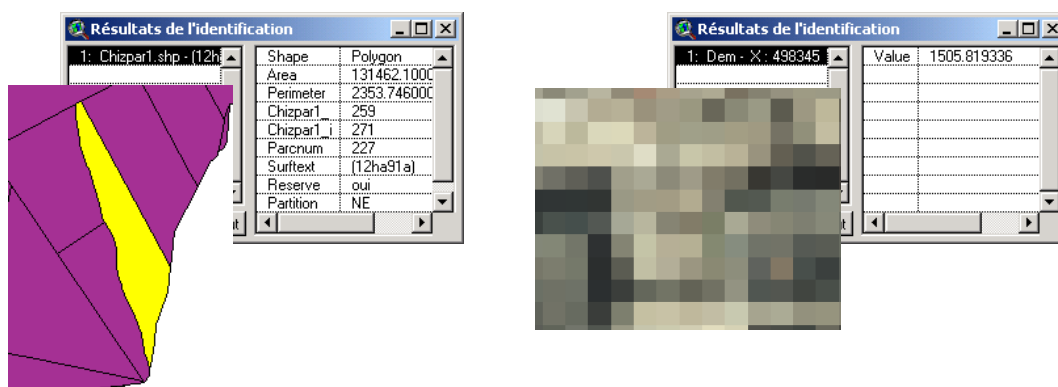 Résultats de l'identification
1: Chizpar1.shp - (12h
Shape Polygon
Area 131462.1000
Perimeter 2353.746000
Chizpar1_ 259
Chizpar1_i 271
Parcnum 227
Surftext (12ha91a)
Reserve oui
Partition NE
Résultats de l'identification
1: Dem - X : 498345
Value 1505.819336